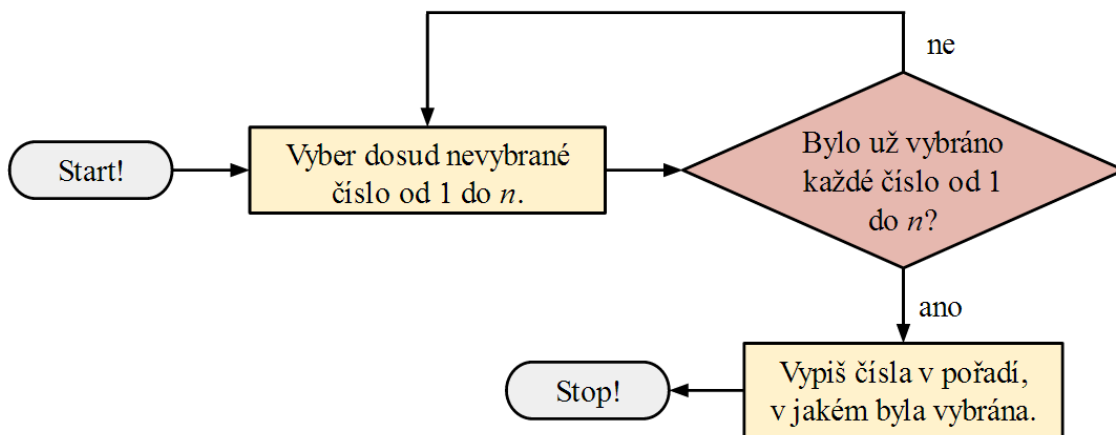 Start!
Vyber dosud nevybrané
číslo od 1 do n.
ne
Bylo už vybráno
každé číslo od 1
do n?
ano
Vypiš čísla v pořadí,
v jakém byla vybrána.
Stop!